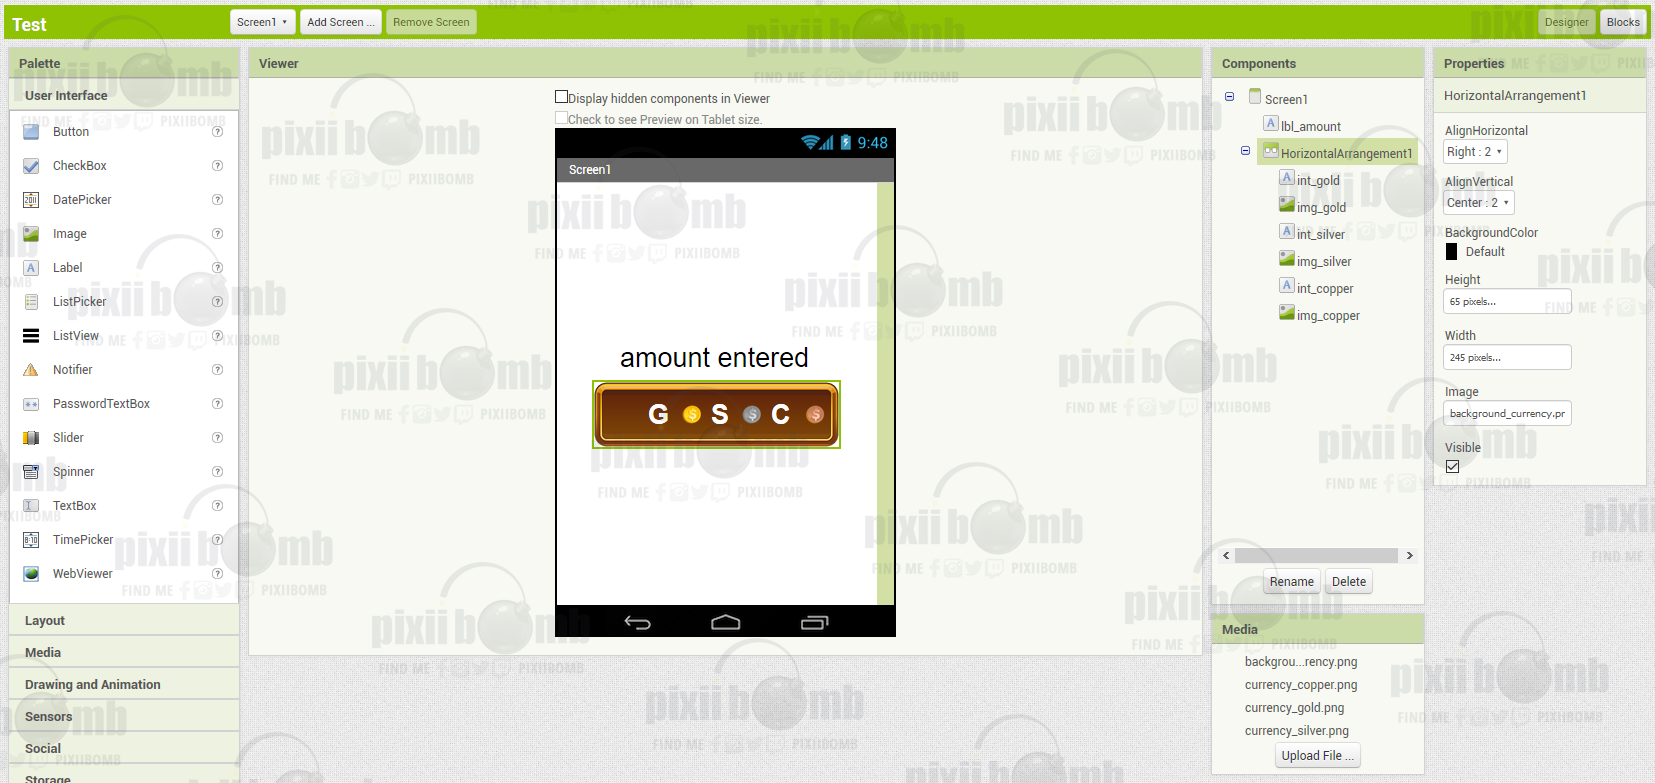 Test
Screen1
Add Screen ...
Remove Screen
Designer
Blocks
Palette
User Interface
Button
CheckBox
DatePicker
Image
Label
ListPicker
ListView
Notifier
PasswordTextBox
Slider
Spinner
TextBox
TimePicker
WebViewer
Layout
Media
Drawing and Animation
Sensors
Social
Storage
Viewer
Display hidden components in Viewer
Check to see Preview on Tablet size.
9:48
Screen1
amount entered
G $ S $ C $
Components
Screen1
lbl_amount
HorizontalArrangement1
int_gold
img_gold
int_silver
img_silver
int_copper
img_copper
Rename
Delete
Media
backgrou...rency.png
currency_copper.png
currency_gold.png
currency_silver.png
Upload File ...
Properties
HorizontalArrangement1
AlignHorizontal
Right : 2
AlignVertical
Center : 2
BackgroundColor
Default
Height
65 pixels...
Width
245 pixels...
Image
background_currency.pr
Visible
pixii bomb
FIND ME PIXIIBOMB